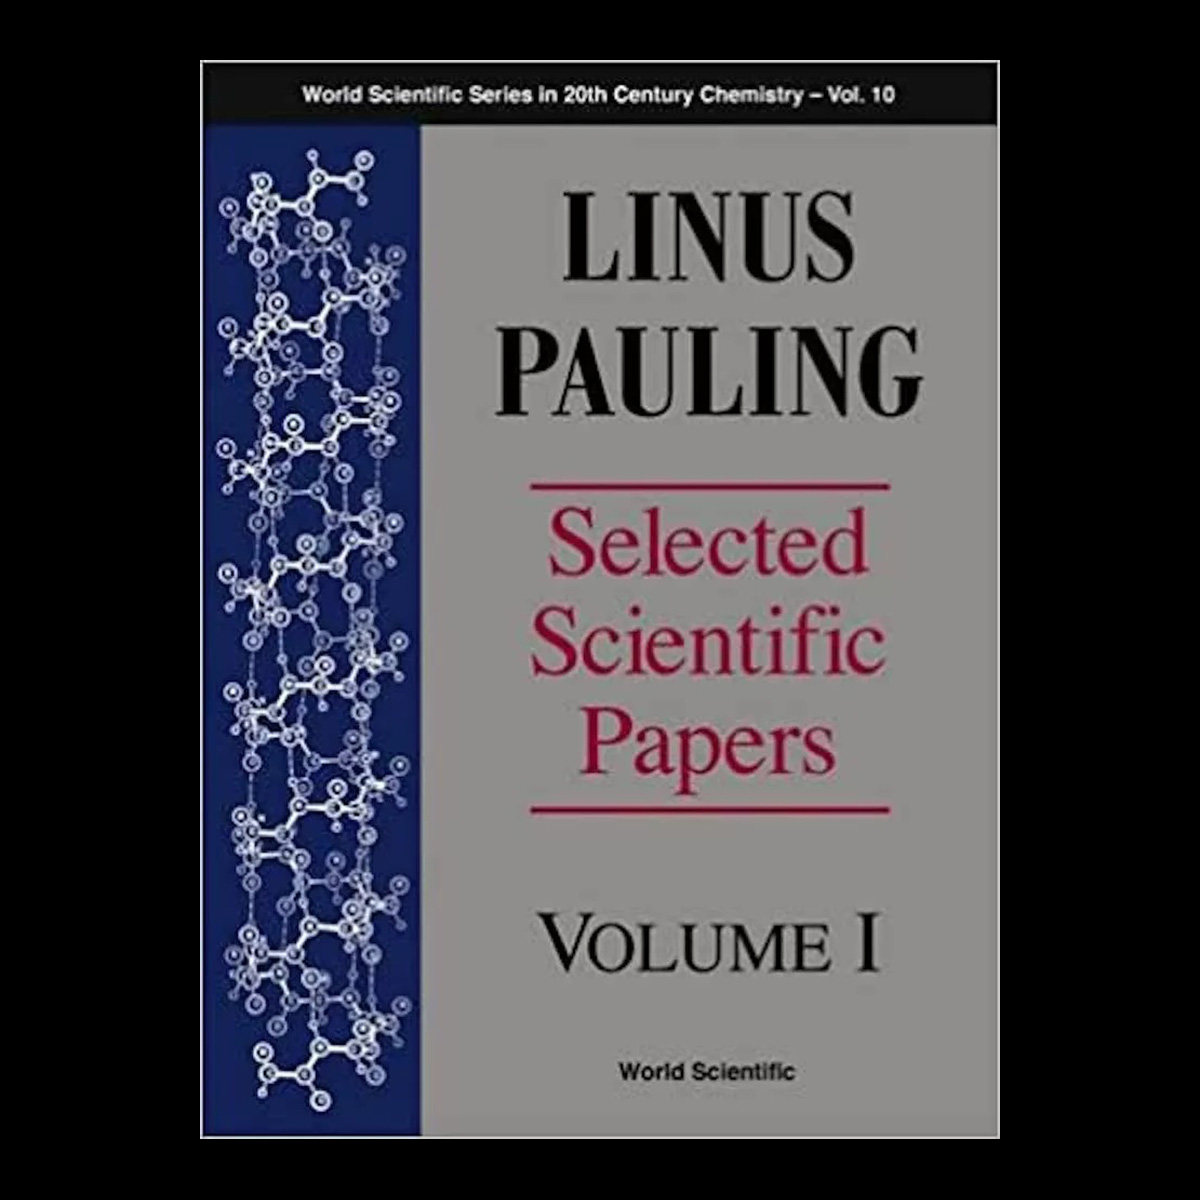 World Scientific Series in 20th Century Chemistry – Vol. 10
LINUS
PAULING
Selected
Scientific
Papers
VOLUME I
World Scientific